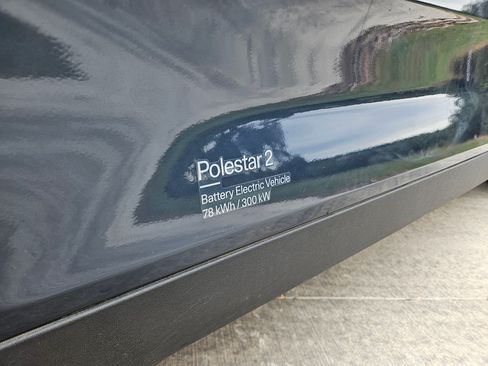 Polestar 2
Battery Electric Vehicle
78 kWh / 300 kW